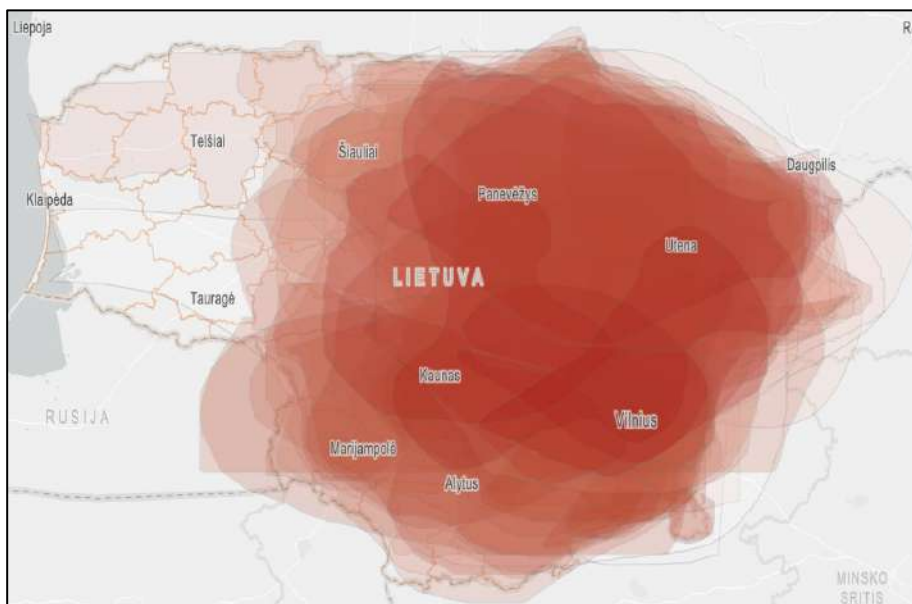 Liepoja
R
Telšiai
Šiauliai
Daugpilis
Klaipėda
Panevėžys
Utena
LIETUVA
Tauragė
Kaunas
RUSIJA
Vilnius
Marijampolė
Alytus
MINSKO
SRITIS